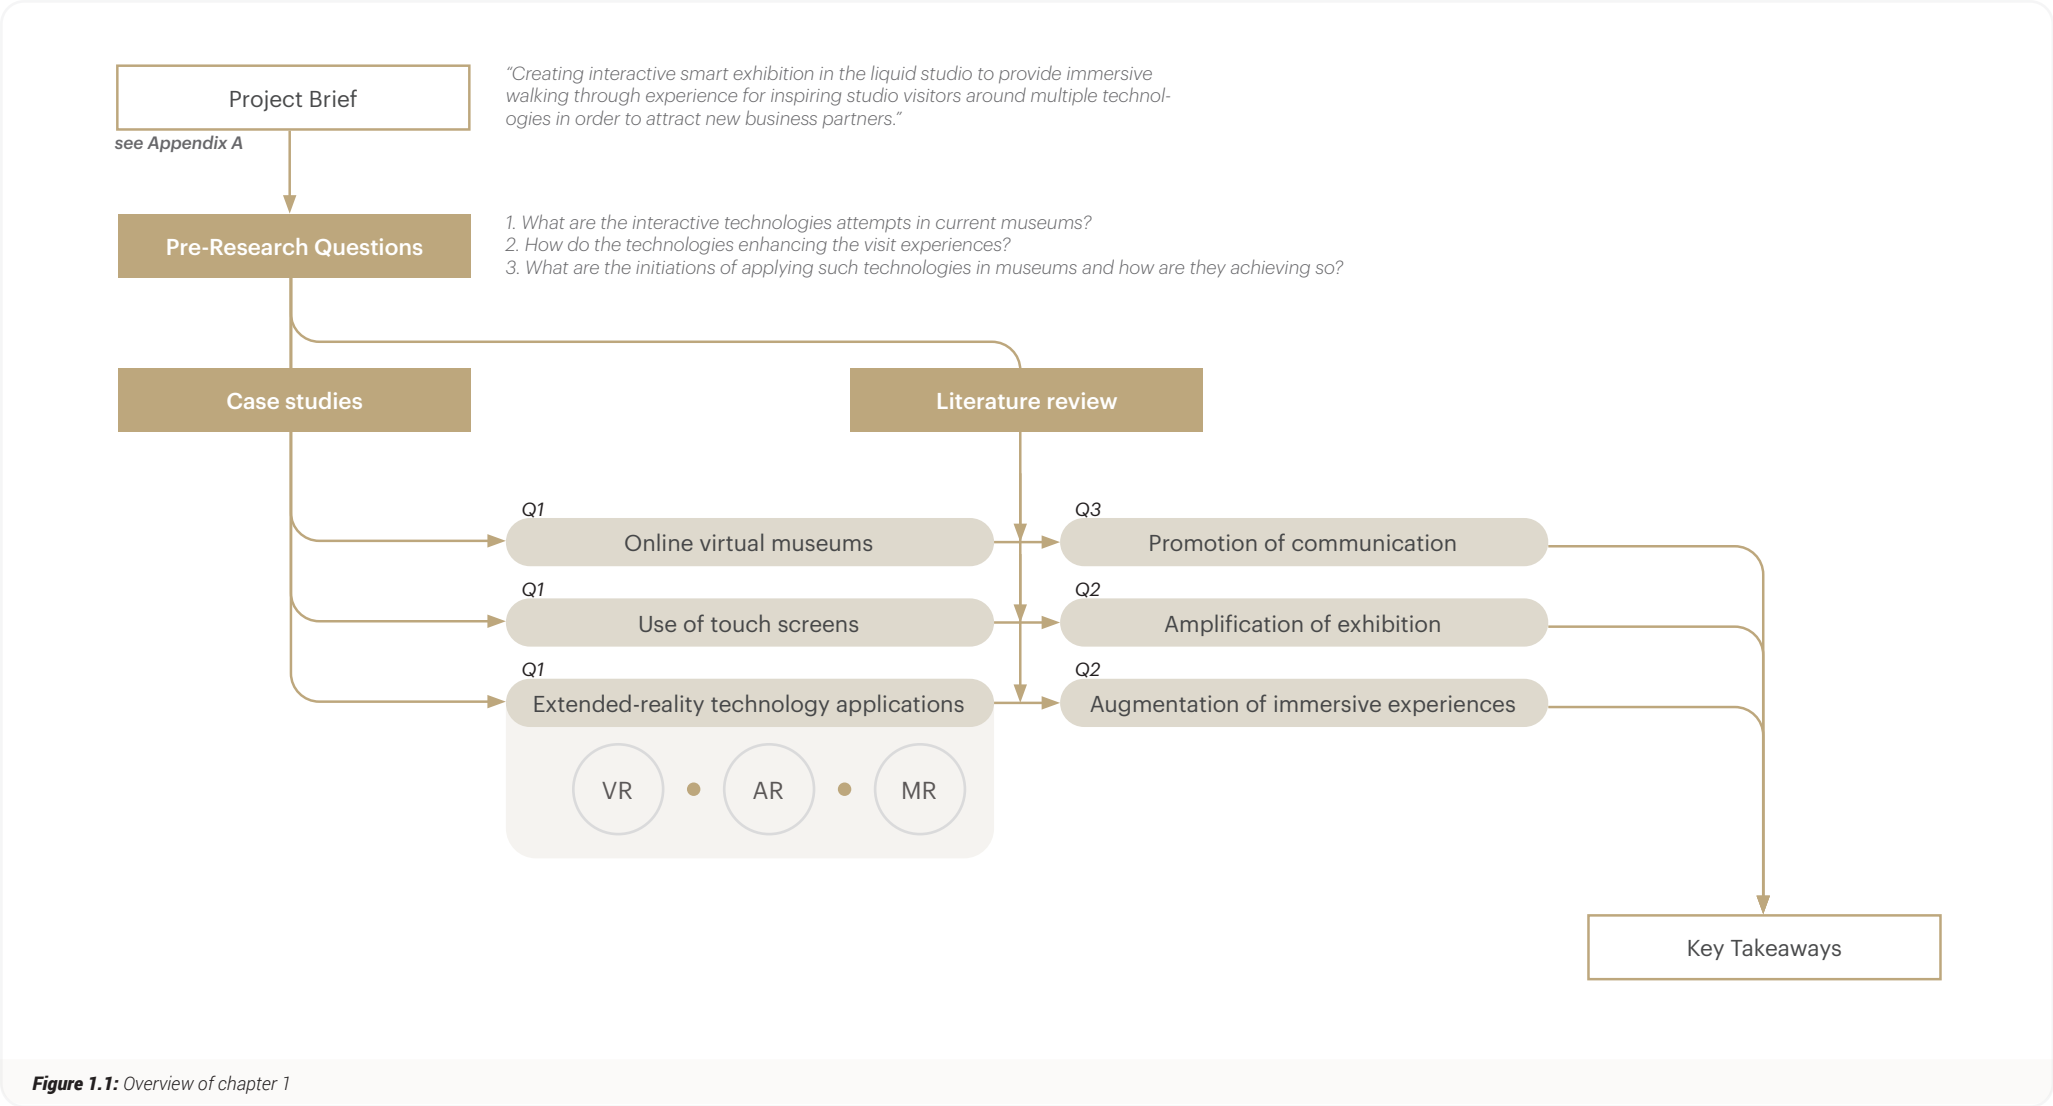 Project Brief
see Appendix A
“Creating interactive smart exhibition in the liquid studio to provide immersive
walking through experience for inspiring studio visitors around multiple technol-
ogies in order to attract new business partners.”
Pre-Research Questions
1. What are the interactive technologies attempts in current museums?
2. How do the technologies enhancing the visit experiences?
3. What are the initiations of applying such technologies in museums and how are they achieving so?
Case studies
Literature review
Q1
Online virtual museums
Q3
Promotion of communication
Q1
Use of touch screens
Q2
Amplification of exhibition
Q1
Extended-reality technology applications
Q2
Augmentation of immersive experiences
VR
AR
MR
Key Takeaways
Figure 1.1: Overview of chapter 1